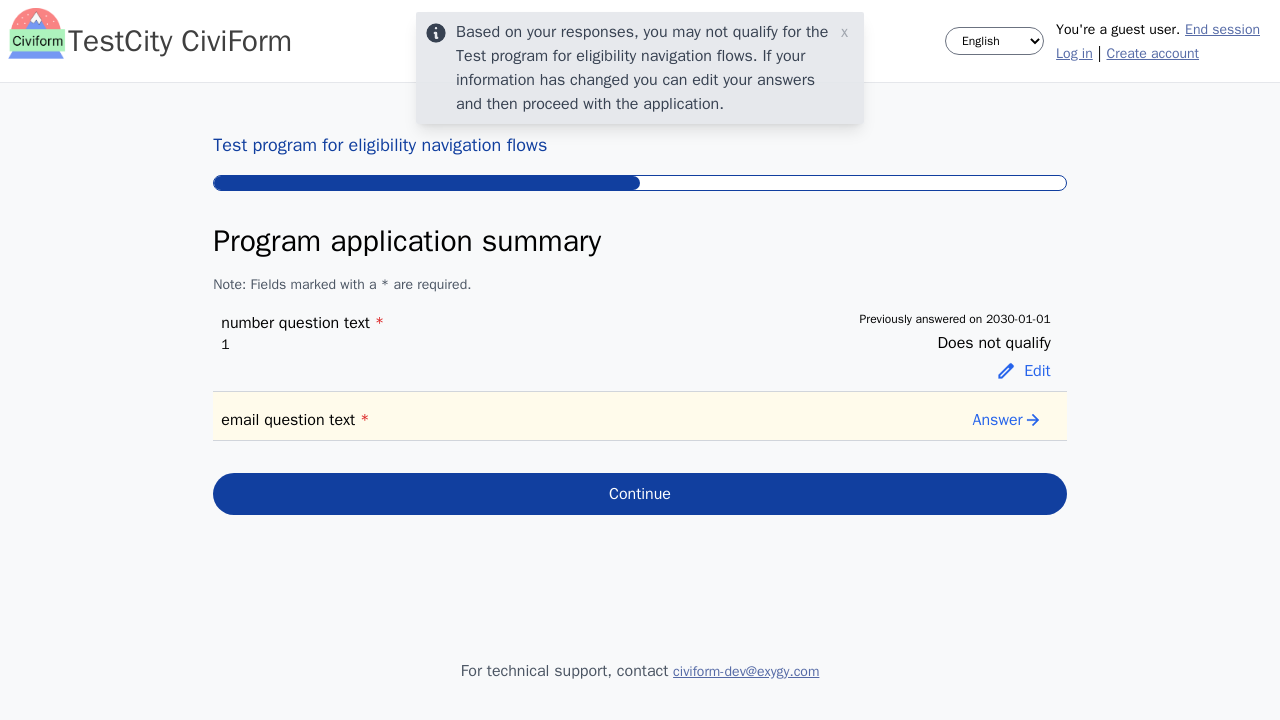 Civiform
TestCity CiviForm
Based on your responses, you may not qualify for the
Test program for eligibility navigation flows. If your
information has changed you can edit your answers
and then proceed with the application.
x
English
You're a guest user. End session
Log in | Create account
Test program for eligibility navigation flows
Program application summary
Note: Fields marked with a * are required.
number question text *
1
Previously answered on 2030-01-01
Does not qualify
Edit
email question text *
Answer
Continue
For technical support, contact civiform-dev@exygy.com